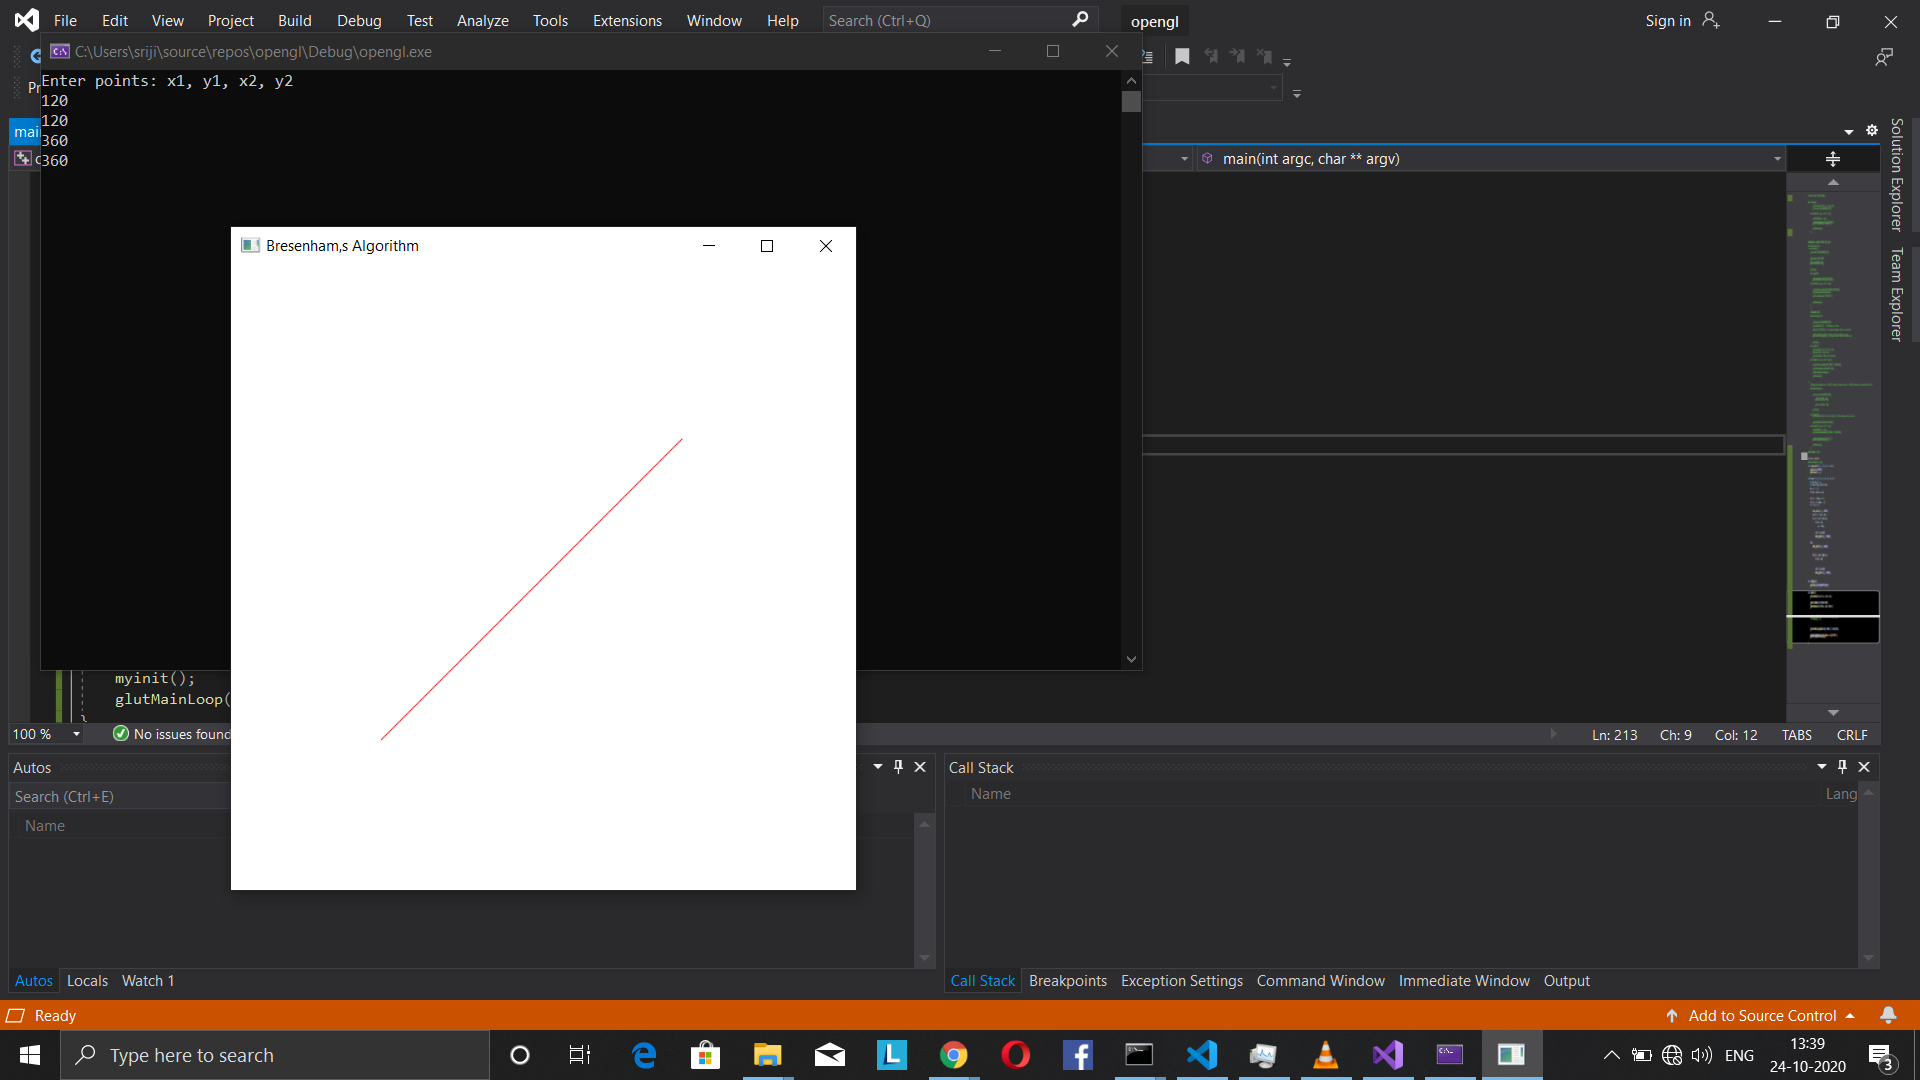 File Edit View Project Build Debug Test Analyze Tools Extensions Window Help Search (Ctrl+Q) opengl Sign in
C:\Users\sriji\source\repos\opengl\Debug\opengl.exe
Enter points: x1, y1, x2, y2
120
120
360
360
main(int argc, char ** argv)
Solution Explorer
Team Explorer
Bresenham,s Algorithm
myinit();
glutMainLoop(
}
100 % No issues found Ln: 213 Ch: 9 Col: 12 TABS CRLF
Autos
Search (Ctrl+E)
Name
Call Stack
Name Lang
Autos Locals Watch 1
Call Stack Breakpoints Exception Settings Command Window Immediate Window Output
Ready Add to Source Control
Type here to search
ENG
13:39
24-10-2020
3